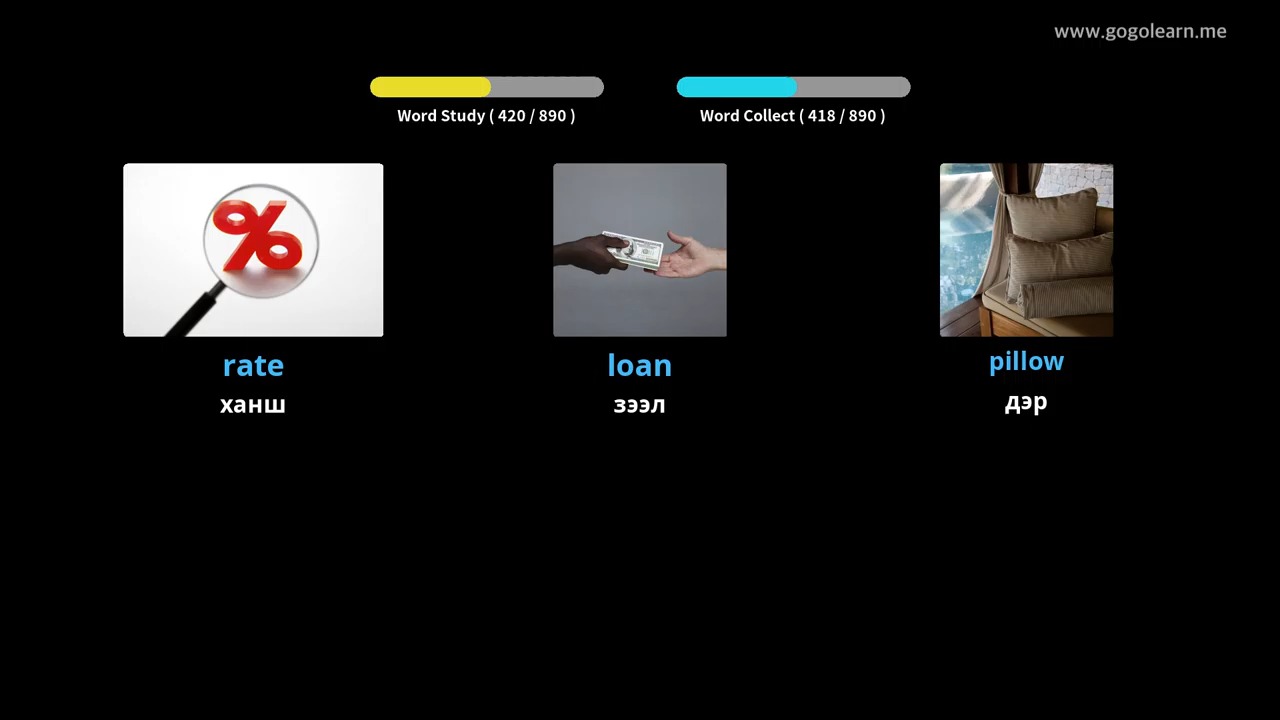 www.gogolearn.me
Word Study ( 420 / 890 )
Word Collect ( 418 / 890 )
%
rate
loan
pillow
ханш
зээл
дэр